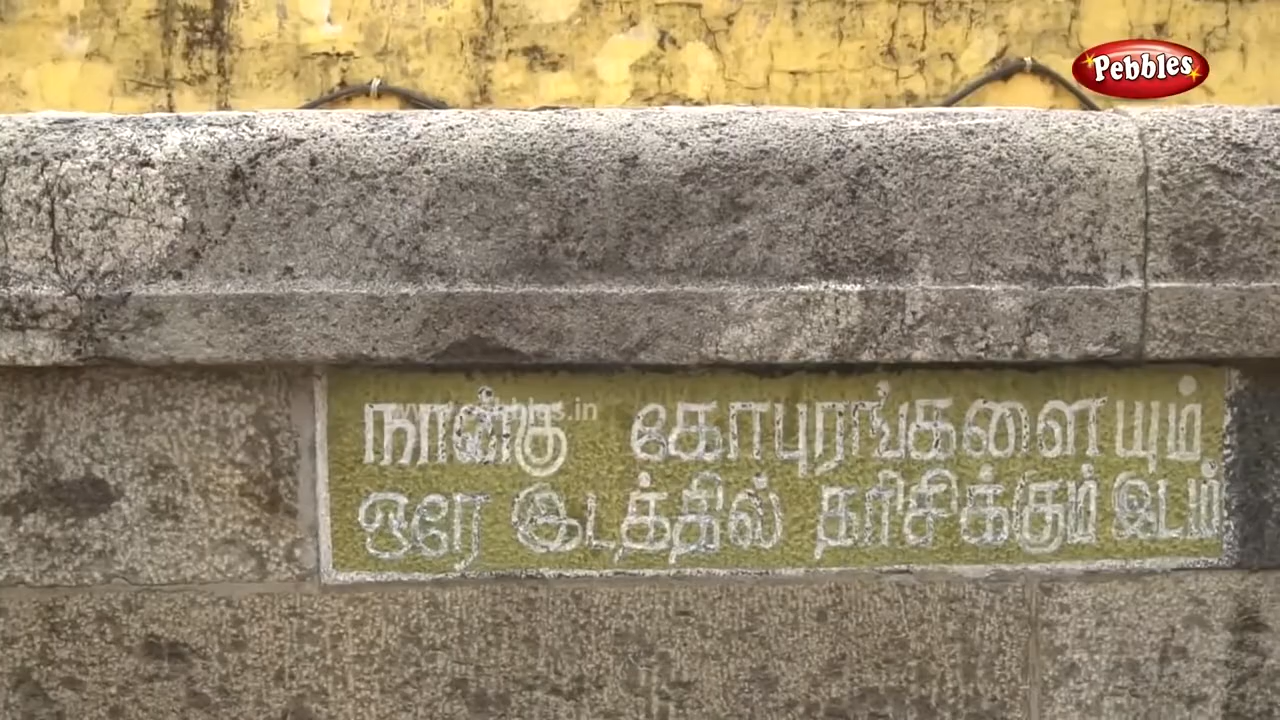 Pebbles
நான்கு கோபுரங்களையும்
ஒரே இடத்தில் தரிசிக்கும் இடம்